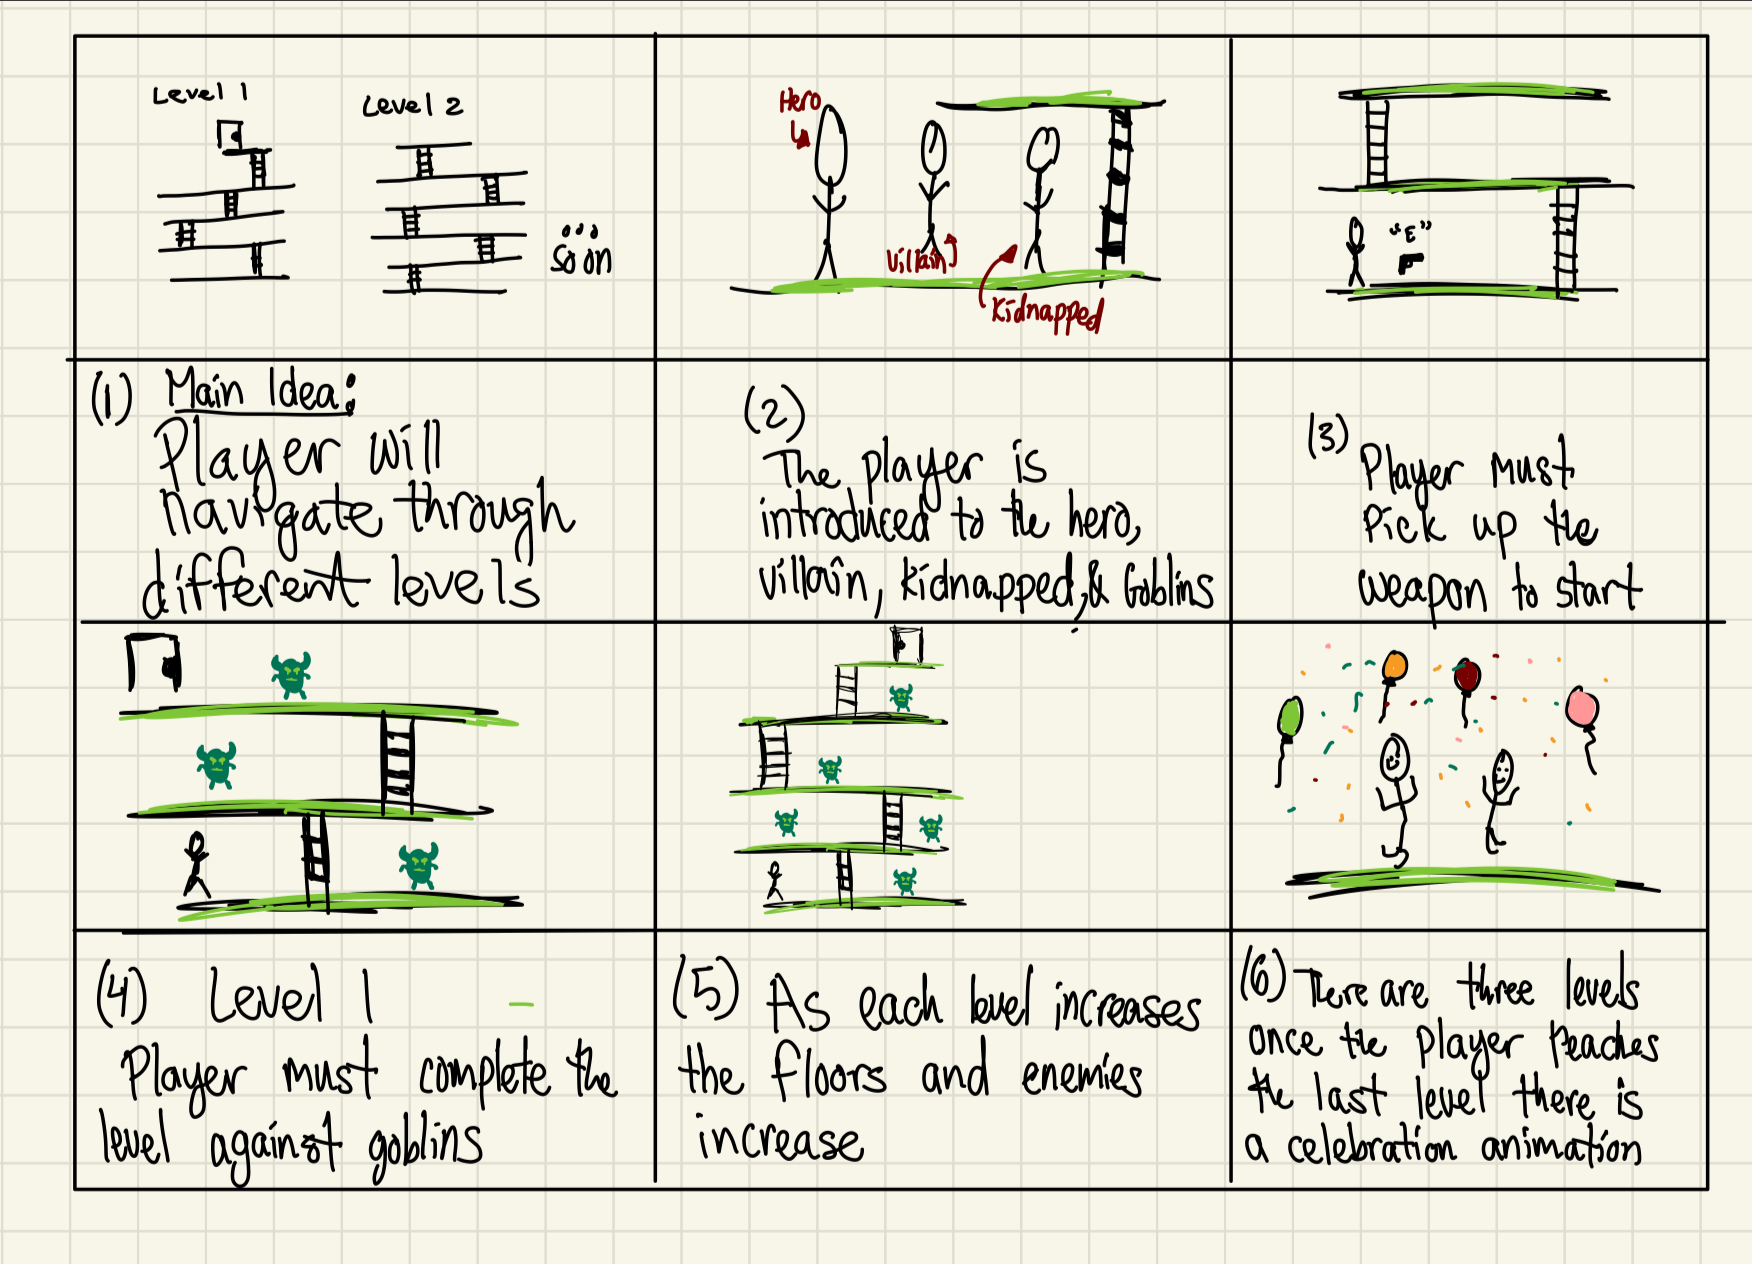 Level 1
Level 2
soon
Hero
Villain
Kidnapped
"E"
(1) Main Idea:
Player will
navigate through
different levels
(2)
The player is
introduced to the hero,
villain, kidnapped, & Goblins
(3) Player Must
Pick up the
weapon to start
(4) Level 1
Player must complete the
level against goblins
(5) As each level increases
the floors and enemies
increase
(6) There are three levels
once the player Reaches
the last level there is
a celebration animation